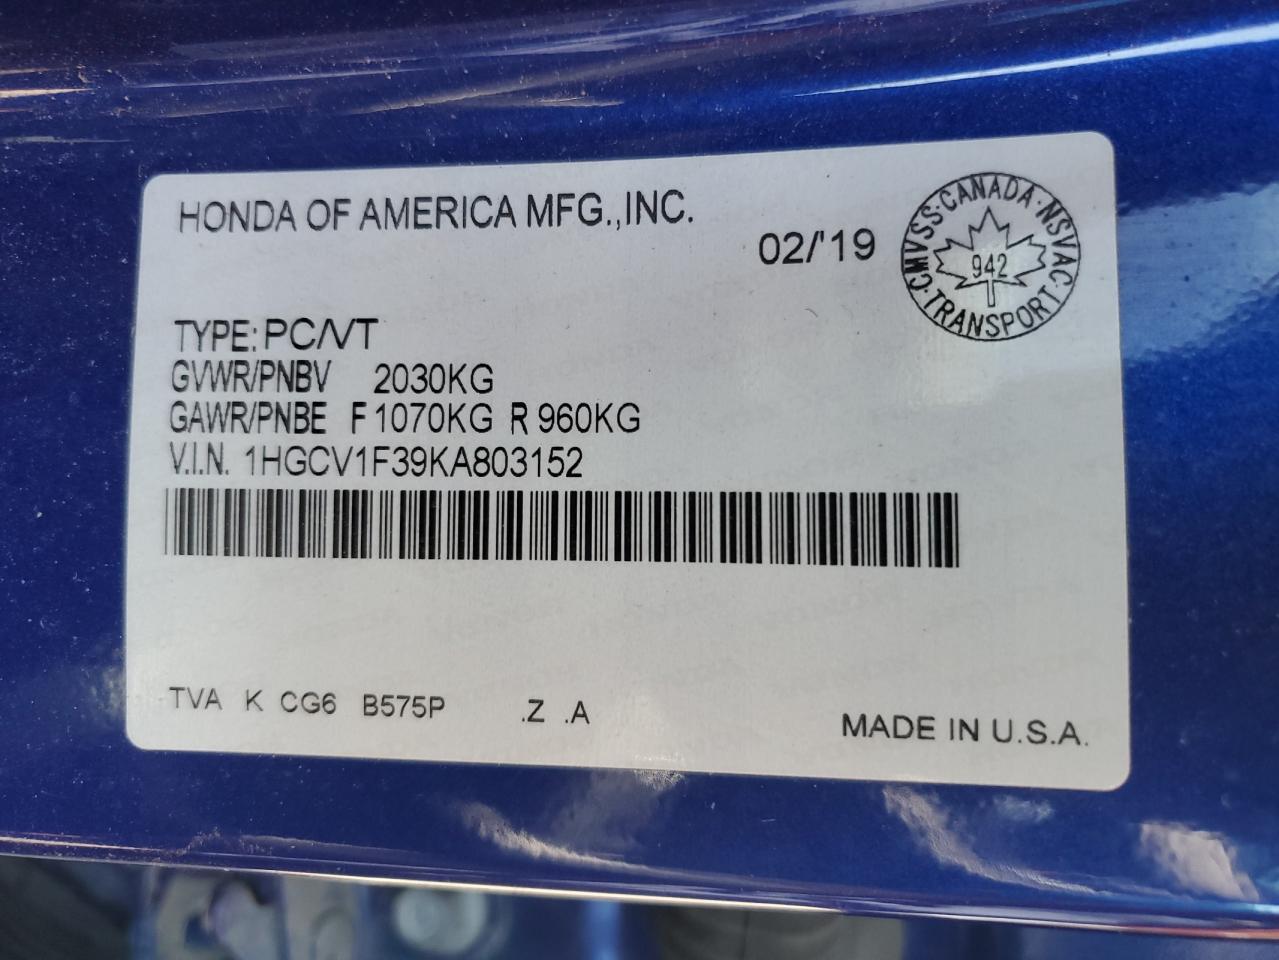 HONDA OF AMERICA MFG.,INC.
02/'19
CMVSS·CANADA·NSVAC·TRANSPORT
942
TYPE: PC/VT
GVWR/PNBV 2030KG
GAWR/PNBE F 1070KG R 960KG
V.I.N. 1HGCV1F39KA803152
TVA K CG6 B575P .Z .A
MADE IN U.S.A.